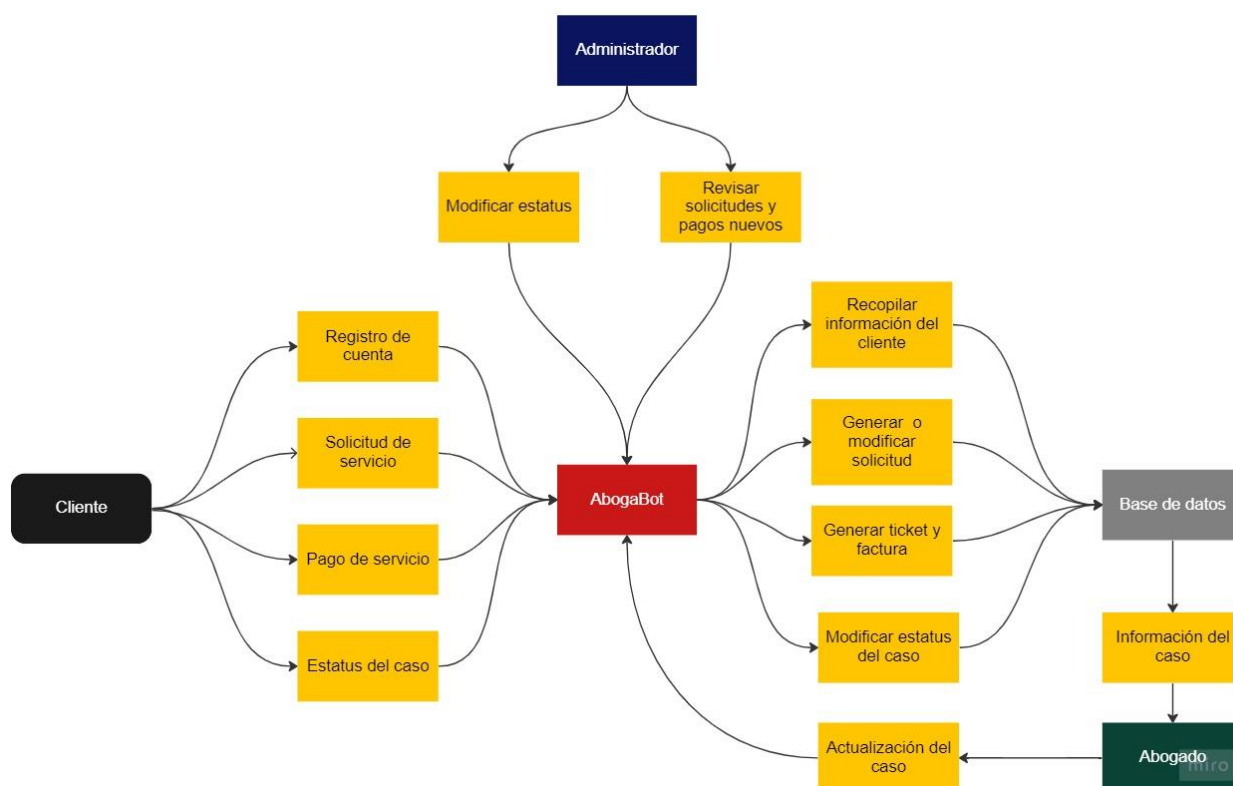 Administrador
Modificar estatus
Revisar
solicitudes y
pagos nuevos
Registro de
cuenta
Solicitud de
servicio
Cliente
Pago de servicio
Estatus del caso
AbogaBot
Recopilar
información del
cliente
Generar o
modificar
solicitud
Generar ticket y
factura
Modificar estatus
del caso
Base de datos
Información del
caso
Actualización del
caso
Abogado
miro